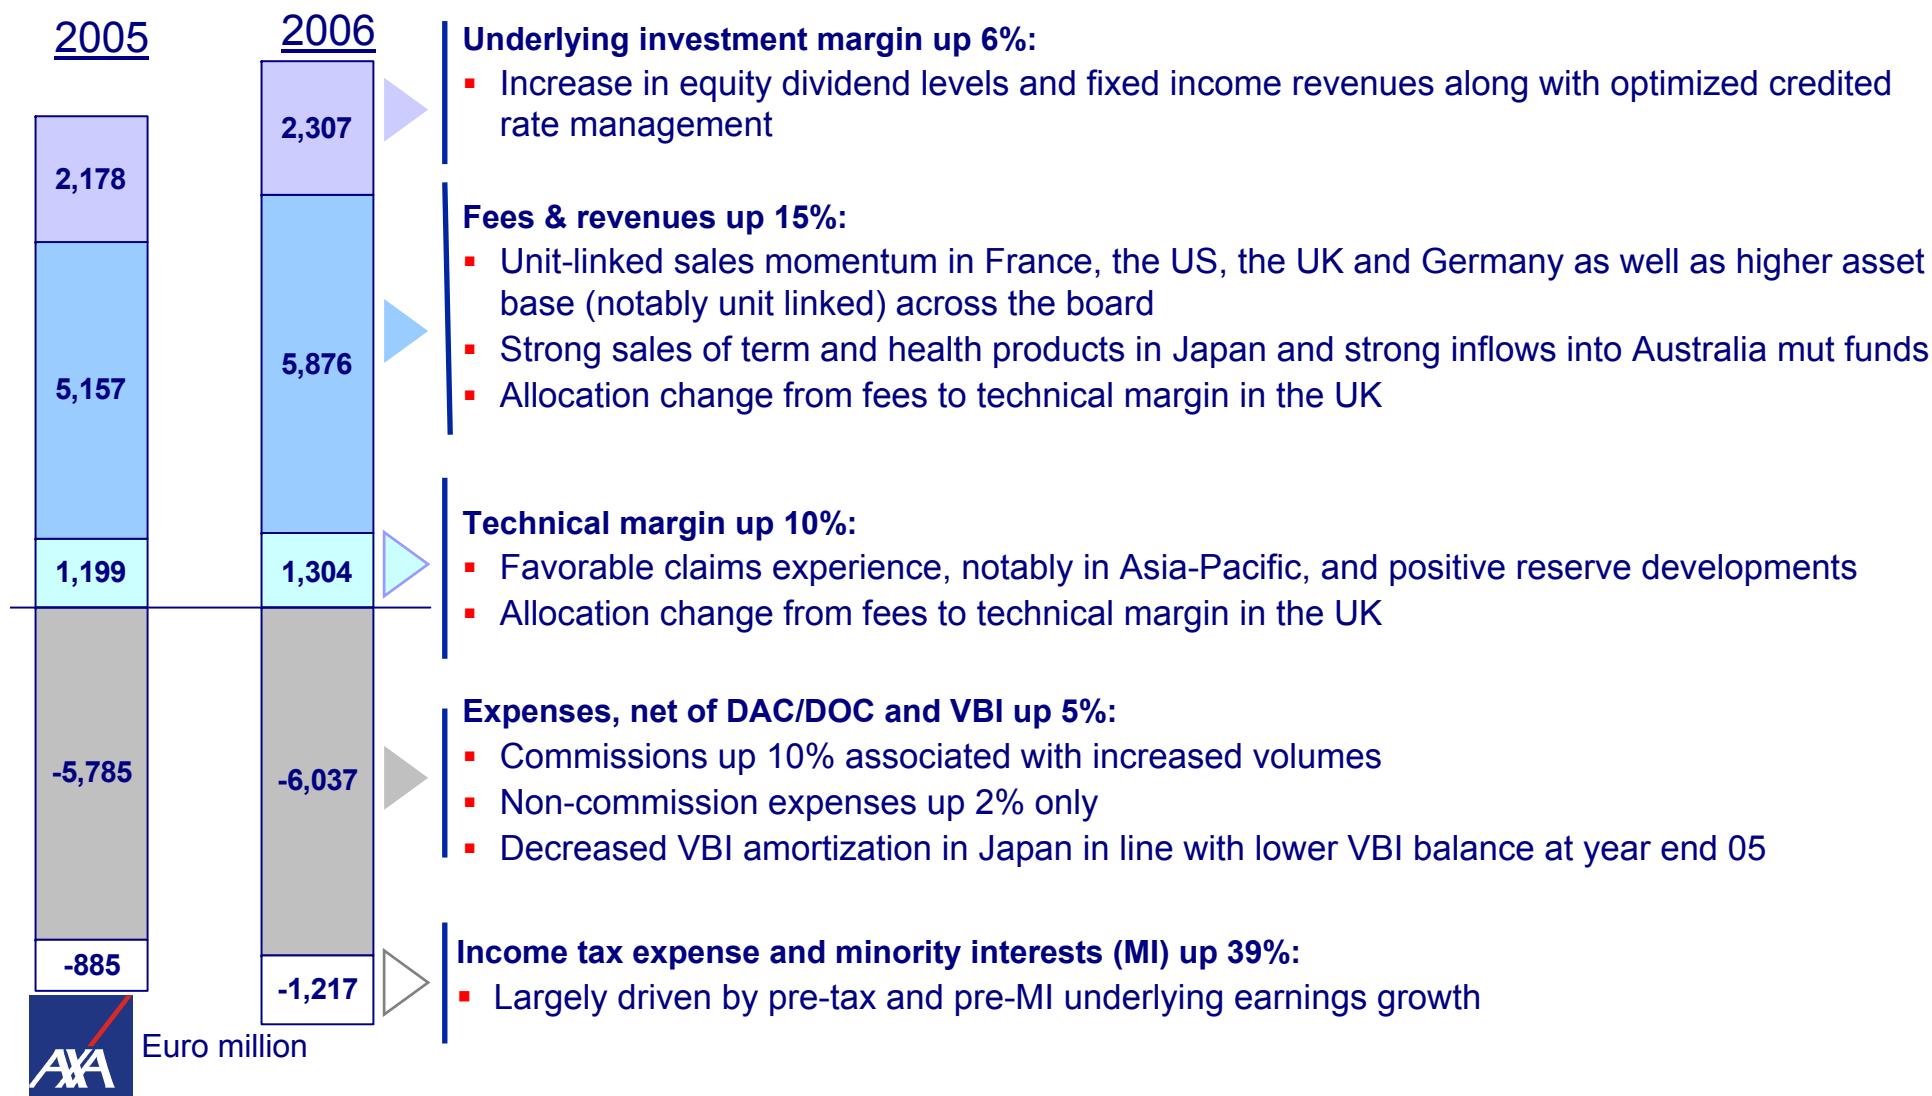 2005
2006
2,178
5,157
1,199
-5,785
-885
2,307
5,876
1,304
-6,037
-1,217
Underlying investment margin up 6%:
▪ Increase in equity dividend levels and fixed income revenues along with optimized credited
rate management
Fees & revenues up 15%:
▪ Unit-linked sales momentum in France, the US, the UK and Germany as well as higher asset
base (notably unit linked) across the board
▪ Strong sales of term and health products in Japan and strong inflows into Australia mut funds
▪ Allocation change from fees to technical margin in the UK
Technical margin up 10%:
▪ Favorable claims experience, notably in Asia-Pacific, and positive reserve developments
▪ Allocation change from fees to technical margin in the UK
Expenses, net of DAC/DOC and VBI up 5%:
▪ Commissions up 10% associated with increased volumes
▪ Non-commission expenses up 2% only
▪ Decreased VBI amortization in Japan in line with lower VBI balance at year end 05
Income tax expense and minority interests (MI) up 39%:
▪ Largely driven by pre-tax and pre-MI underlying earnings growth
AXA
Euro million